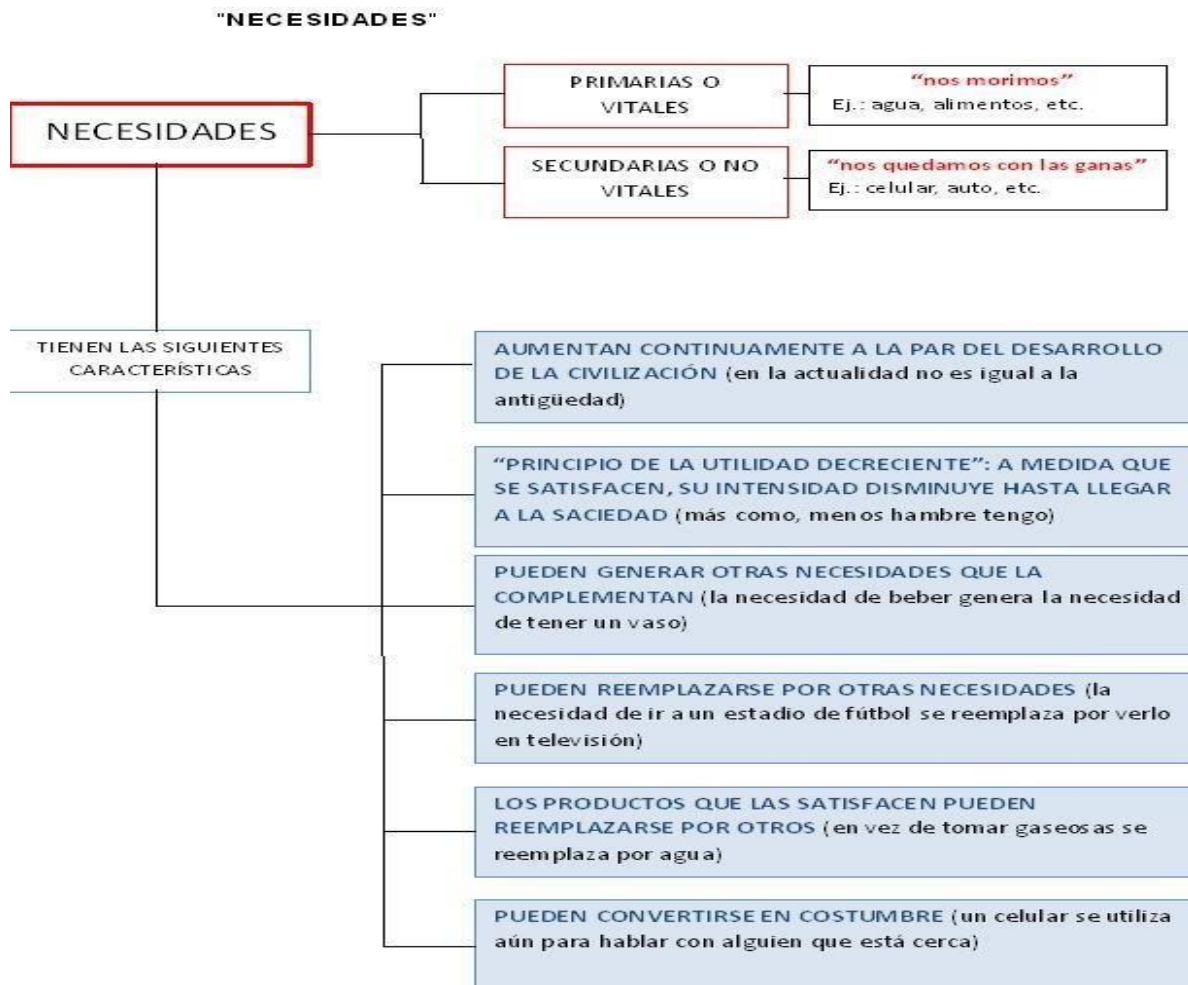 "NECESIDADES"
NECESIDADES
PRIMARIAS O
VITALES
"nos morimos"
Ej.: agua, alimentos, etc.
SECUNDARIAS O NO
VITALES
"nos quedamos con las ganas"
Ej.: celular, auto, etc.
TIENEN LAS SIGUIENTES
CARACTERÍSTICAS
AUMENTAN CONTINUAMENTE A LA PAR DEL DESARROLLO
DE LA CIVILIZACIÓN (en la actualidad no es igual a la
antigüedad)
"PRINCIPIO DE LA UTILIDAD DECRECIENTE": A MEDIDA QUE
SE SATISFACEN, SU INTENSIDAD DISMINUYE HASTA LLEGAR
A LA SACIEDAD (más como, menos hambre tengo)
PUEDEN GENERAR OTRAS NECESIDADES QUE LA
COMPLEMENTAN (la necesidad de beber genera la necesidad
de tener un vaso)
PUEDEN REEMPLAZARSE POR OTRAS NECESIDADES (la
necesidad de ir a un estadio de fútbol se reemplaza por verlo
en televisión)
LOS PRODUCTOS QUE LAS SATISFACEN PUEDEN
REEMPLAZARSE POR OTROS (en vez de tomar gaseosas se
reemplaza por agua)
PUEDEN CONVERTIRSE EN COSTUMBRE (un celular se utiliza
aún para hablar con alguien que está cerca)